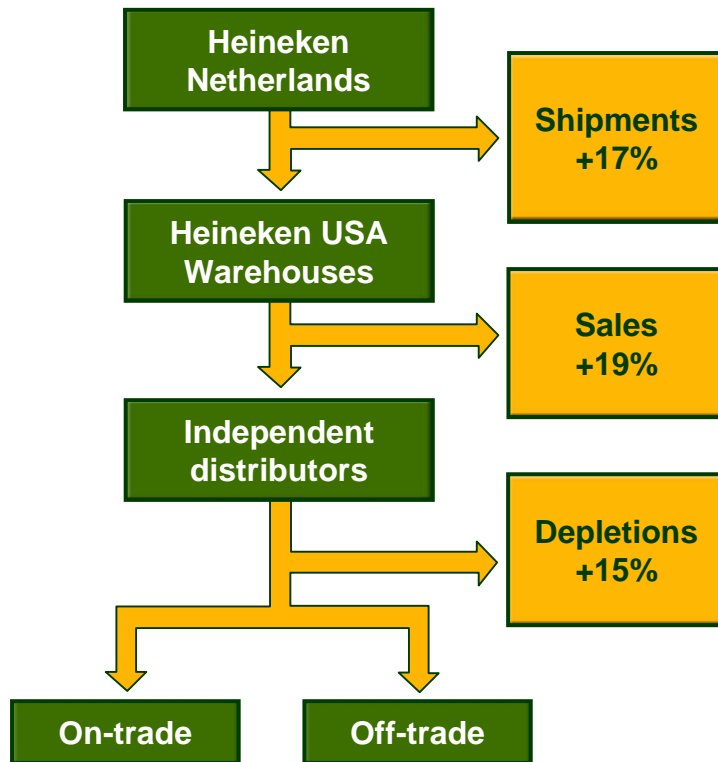 Heineken
Netherlands
Shipments
+17%
Heineken USA
Warehouses
Sales
+19%
Independent
distributors
Depletions
+15%
On-trade
Off-trade